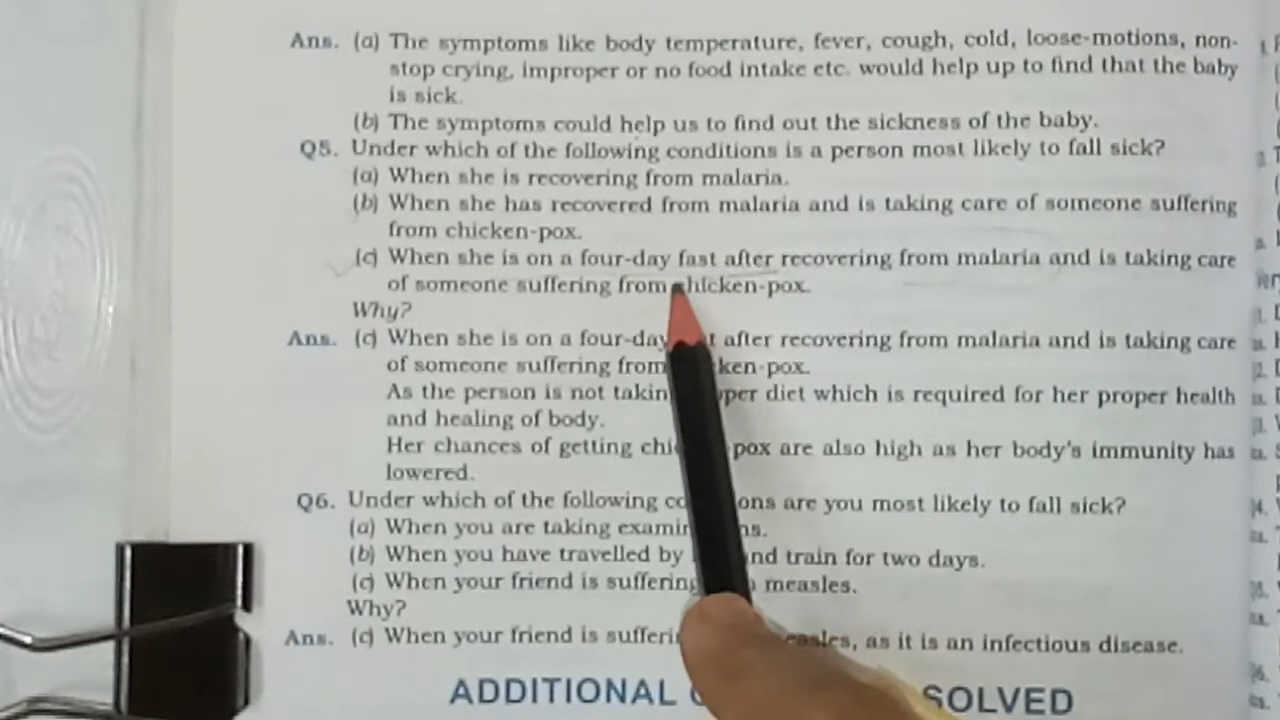 Ans. (a) The symptoms like body temperature, fever, cough, cold, loose-motions, non-
stop crying, improper or no food intake etc. would help up to find that the baby
is sick.
(b) The symptoms could help us to find out the sickness of the baby.
Q5. Under which of the following conditions is a person most likely to fall sick?
(a) When she is recovering from malaria.
(b) When she has recovered from malaria and is taking care of someone suffering
from chicken-pox.
(c) When she is on a four-day fast after recovering from malaria and is taking care
of someone suffering from chicken-pox.
Why?
Ans. (c) When she is on a four-day after recovering from malaria and is taking care
of someone suffering from ken-pox.
As the person is not takin per diet which is required for her proper health
and healing of body.
Her chances of getting chi pox are also high as her body's immunity has
lowered.
Q6. Under which of the following co ons are you most likely to fall sick?
(a) When you are taking examin ns.
(b) When you have travelled by nd train for two days.
(c) When your friend is suffering measles.
Why?
Ans. (c) When your friend is sufferi easles, as it is an infectious disease.
ADDITIONAL SOLVED